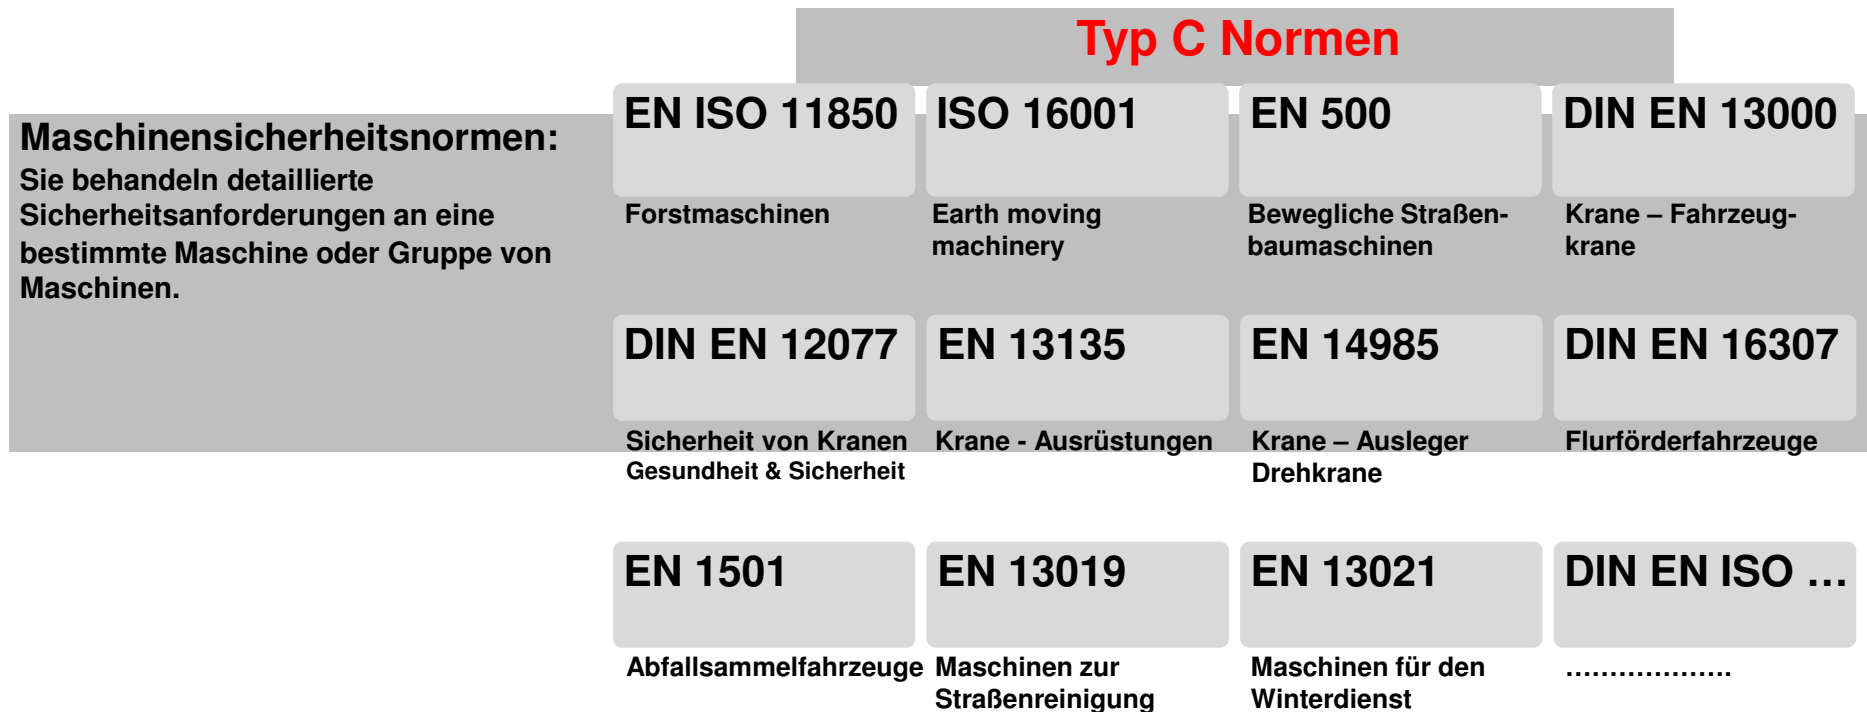 Typ C Normen
Maschinensicherheitsnormen:
Sie behandeln detaillierte
Sicherheitsanforderungen an eine
bestimmte Maschine oder Gruppe von
Maschinen.
EN ISO 11850
Forstmaschinen
ISO 16001
Earth moving
machinery
EN 500
Bewegliche Straßen-
baumaschinen
DIN EN 13000
Krane – Fahrzeug-
krane
DIN EN 12077
Sicherheit von Kranen
Gesundheit & Sicherheit
EN 13135
Krane - Ausrüstungen
EN 14985
Krane – Ausleger
Drehkrane
DIN EN 16307
Flurförderfahrzeuge
EN 1501
Abfallsammelfahrzeuge
EN 13019
Maschinen zur
Straßenreinigung
EN 13021
Maschinen für den
Winterdienst
DIN EN ISO …
……………….